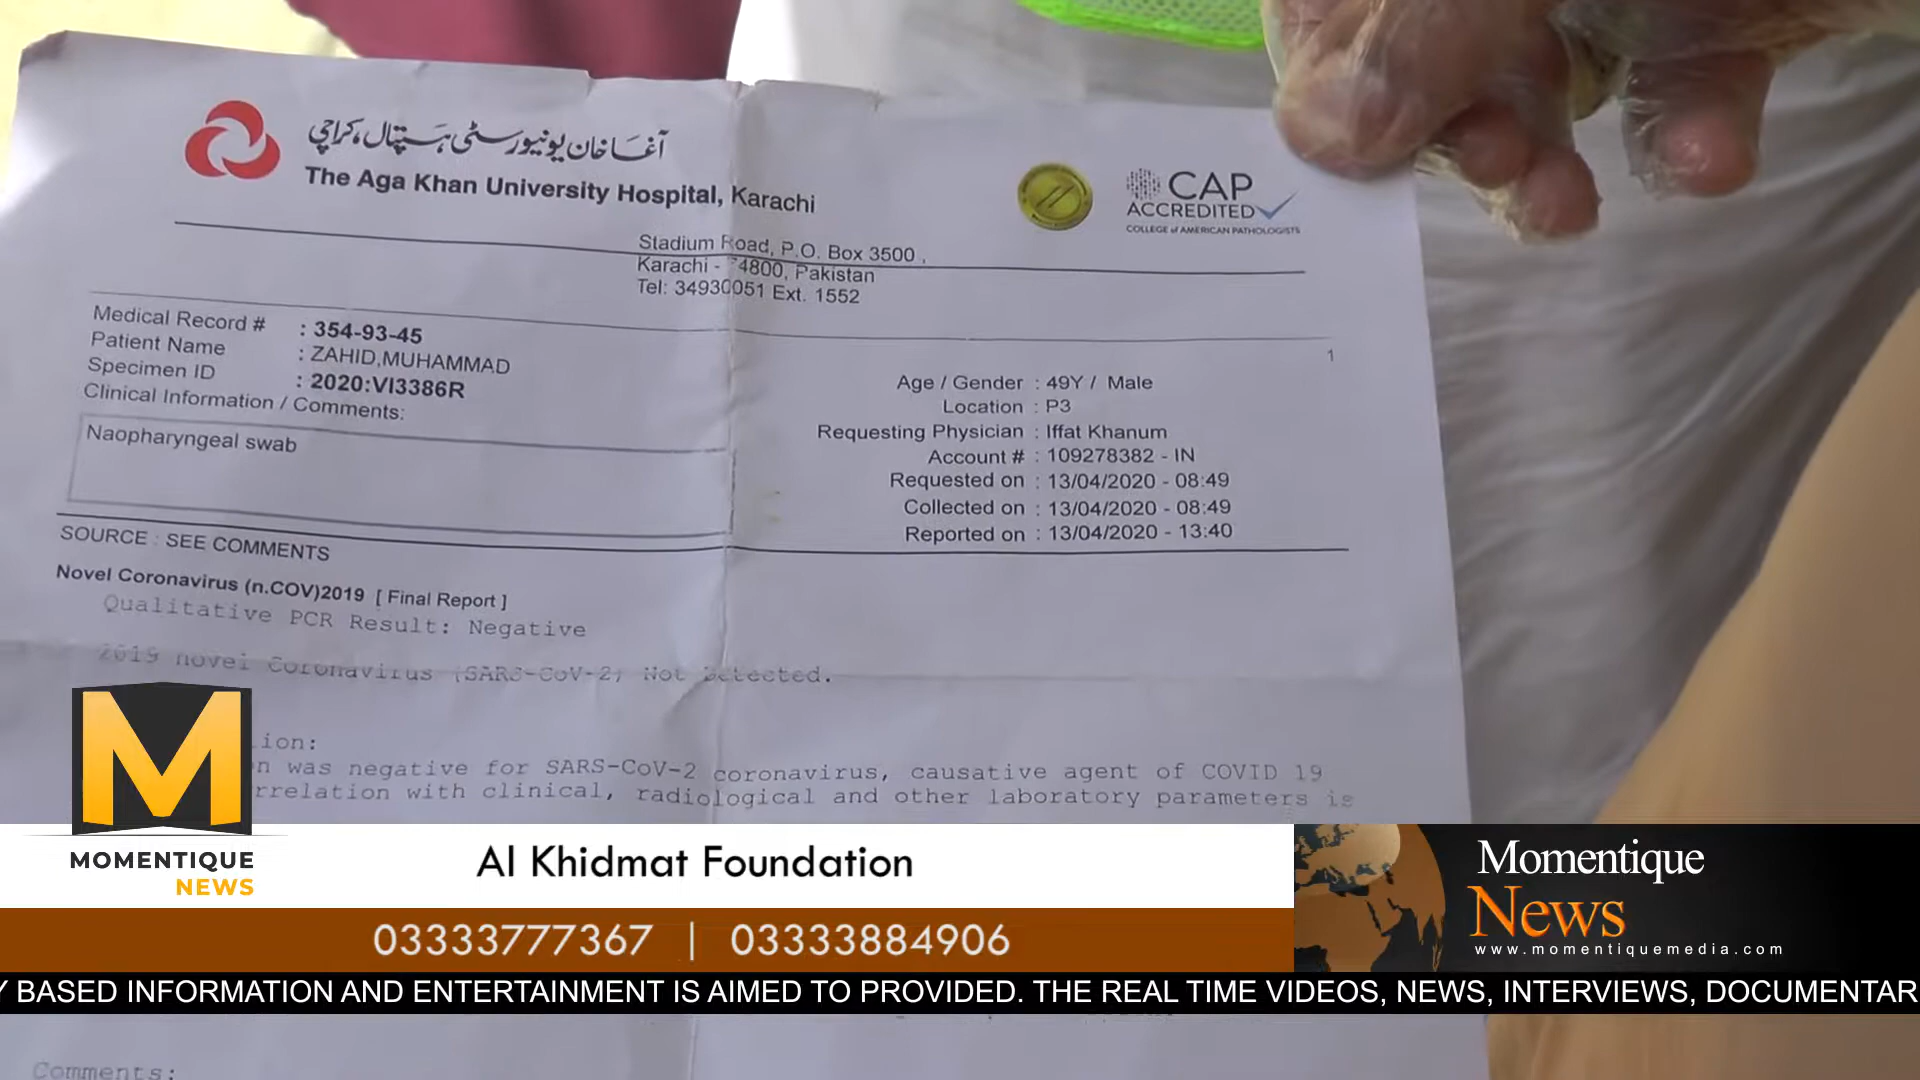 آغا خان یونیورسٹی ہسپتال، کراچی
The Aga Khan University Hospital, Karachi
CAP
ACCREDITED
COLLEGE of AMERICAN PATHOLOGISTS
Stadium Road, P.O. Box 3500 ,
Karachi - 74800, Pakistan
Tel: 34930051 Ext. 1552
1
Medical Record # : 354-93-45
Patient Name : ZAHID,MUHAMMAD
Specimen ID : 2020:VI3386R
Clinical Information / Comments:
Naopharyngeal swab
Age / Gender : 49Y / Male
Location : P3
Requesting Physician : Iffat Khanum
Account # : 109278382 - IN
Requested on : 13/04/2020 - 08:49
Collected on : 13/04/2020 - 08:49
Reported on : 13/04/2020 - 13:40
SOURCE : SEE COMMENTS
Novel Coronavirus (n.COV)2019 [ Final Report ]
Qualitative PCR Result: Negative
2019 novel Coronavirus (SARS-CoV-2) Not Detected.
was negative for SARS-CoV-2 coronavirus, causative agent of COVID 19
with clinical, radiological and other laboratory parameters is
M
MOMENTIQUE
NEWS
Al Khidmat Foundation
03333777367 | 03333884906
Momentique
News
www.momentiquemedia.com
Y BASED INFORMATION AND ENTERTAINMENT IS AIMED TO PROVIDED. THE REAL TIME VIDEOS, NEWS, INTERVIEWS, DOCUMENTAR
Comments: